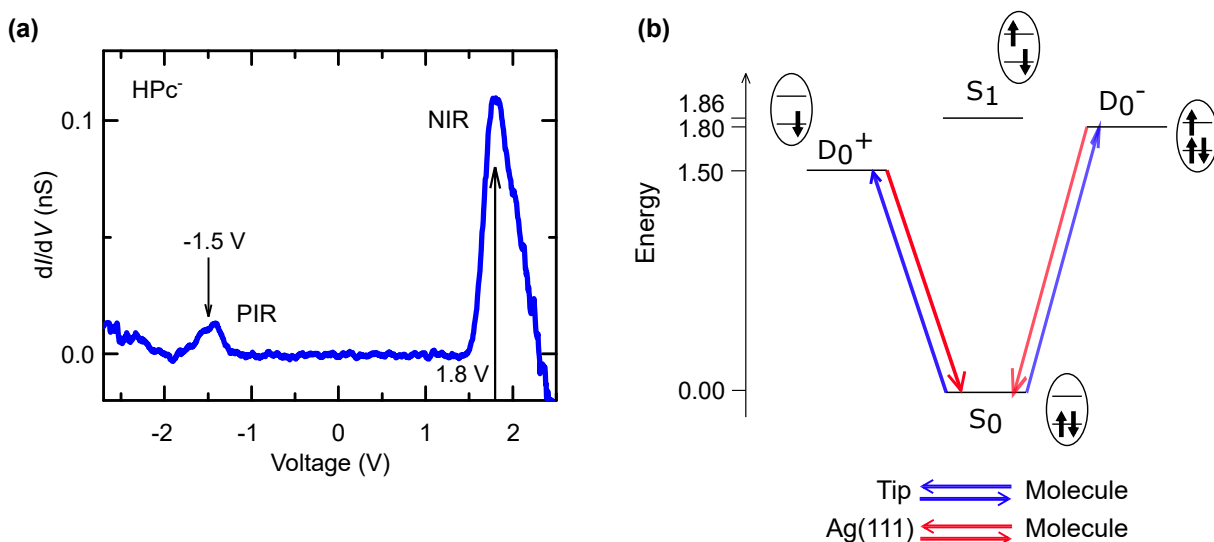 (a)
HPc⁻
NIR
0.1
dI/dV (nS)
-1.5 V
PIR
0.0
1.8 V
-2
-1
0
1
2
Voltage (V)
(b)
S₁
1.86
1.80
D₀⁺
D₀⁻
1.50
Energy
0.00
S₀
Tip Molecule
Ag(111) Molecule